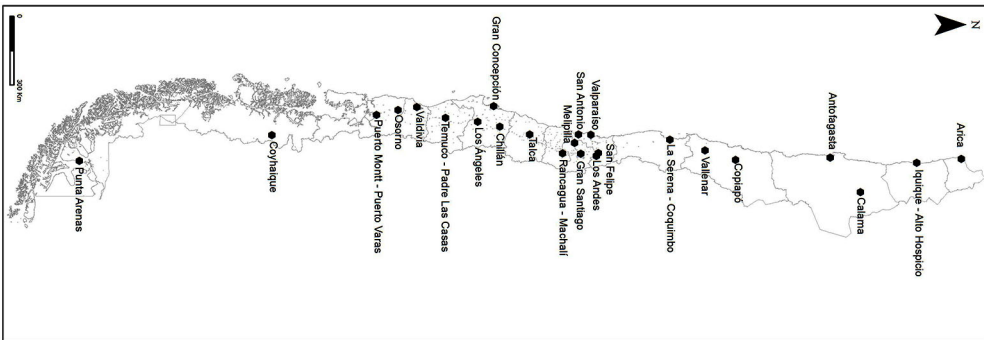 N
0
300 Km
Arica
Iquique - Alto Hospicio
Calama
Antofagasta
Copiapó
Vallenar
La Serena - Coquimbo
San Felipe
Los Andes
Valparaíso
Gran Santiago
San Antonio
Melipilla
Rancagua - Machalí
Talca
Chillán
Gran Concepción
Los Ángeles
Temuco - Padre Las Casas
Valdivia
Osorno
Puerto Montt - Puerto Varas
Coyhaique
Punta Arenas